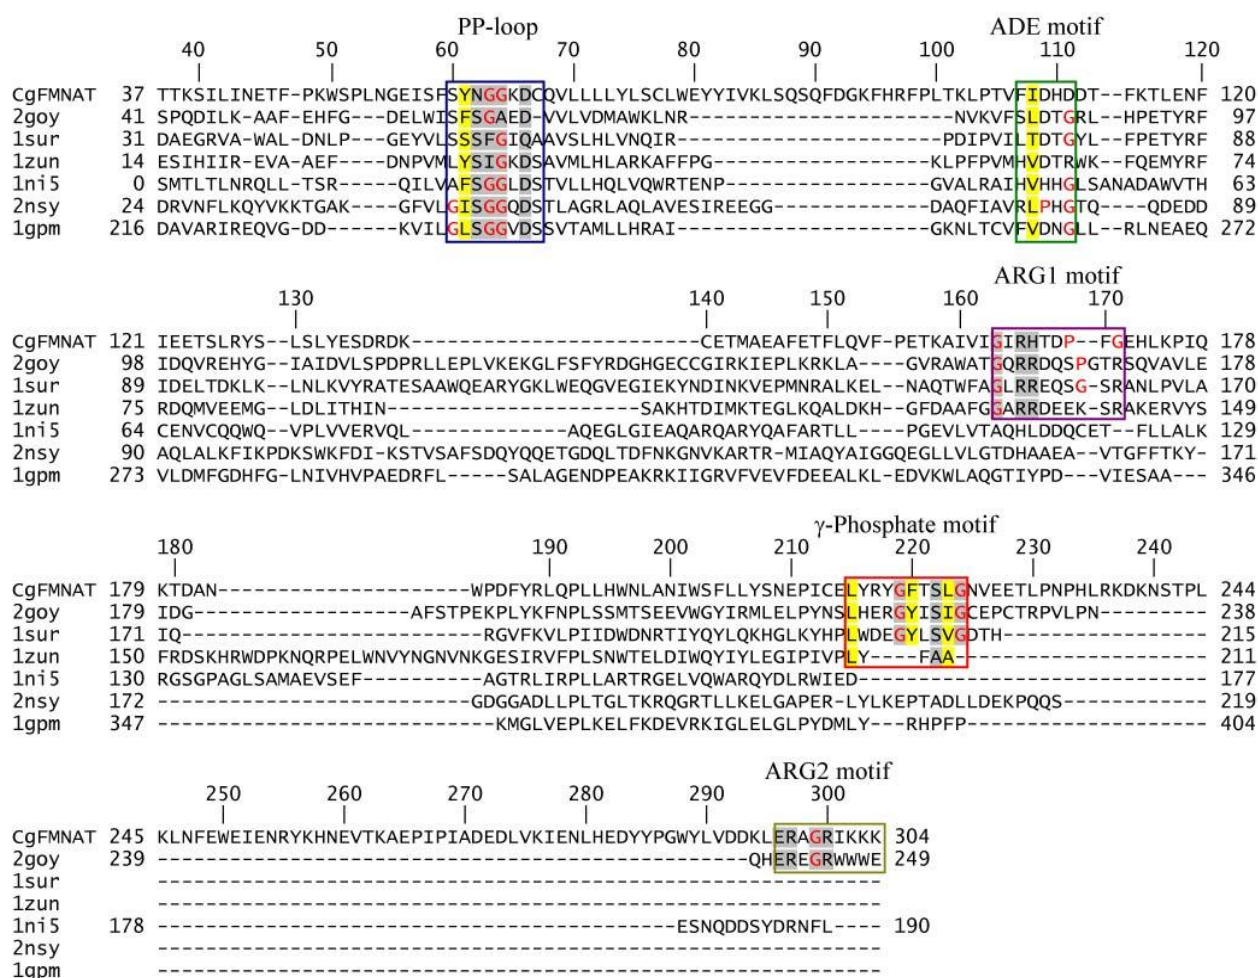 PP-loop ADE motif
40 50 60 70 80 90 100 110 120
CgFMNAT 37 TTKSILINETF-PKWSPLNGEISFSYNGGKDCQVLLLLYLSCLWEYYIVKLSQSQFDGKFHRFPLTKLPTVFIDHDDT--FKTLENF 120
2goy 41 SPQDILK-AAF-EHFG--DELWISFSGAED-VVLVDMAWKLNR----------------------NVKVFSLDTGRL--HPETYRF 97
1sur 31 DAEGRVA-WAL-DNLP---GEYVLSSSFGIQAAVSLHLVNQIR--------------------PDIPVILTDTGYL--FPETYRF 88
1zun 14 ESIHIIR-EVA-AEF----DNPVMLYSIGKDSAVMLHLARKAFFPG------------------KLPFPVMHVDTRWK--FQEMYRF 74
1ni5 0 SMTLTLNRQLL-TSR-----QILVAFSGGLDSTVLLHQLVQWRTENP-----------------GVALRAIHVHHGLSANADAWVTH 63
2nsy 24 DRVNFLKQYVKKTGAK----GFVLGISGGQDSTLAGRLAQLAVESIREEGG-------------DAQFIAVRLPHGTQ----QDEDD 89
1gpm 216 DAVARIREQVG-DD------KVILGLSGGVDSSVTAMLLHRAI---------------------GKNLTCVFVDNGLL--RLNEAEQ 272
ARG1 motif
130 140 150 160 170
CgFMNAT 121 IEETSLRYS--LSLYESDRDK------------------------CETMAEAFETFLQVF-PETKAIVIGIRHTDP--FGEHLKPIQ 178
2goy 98 IDQVREHYG--IAIDVLSPDPRLLEPLVKEKGLFSFYRDGHGECCGIRKIEPLKRKLA----GVRAWATGQRRDQSPGTRSQVAVLE 178
1sur 89 IDELTDKLK--LNLKVYRATESAAWQEARYGKLWEQGVEGIEKYNDINKVEPMNRALKEL--NAQTWFAGLRREQSG-SRANLPVLA 170
1zun 75 RDQMVEEMG--LDLITHIN-------------------SAKHTDIMKTEGLKQALDKH--GFDAAFGGARRDEEK-SRAKERVYS 149
1ni5 64 CENVCQQWQ--VPLVVERVQL-------------AQEGLGIEAQARQARYQAFARTLL----PGEVLVTAQHLDDQCET--FLLALK 129
2nsy 90 AQLALKFIKPDKSWKFDI-KSTVSAFSDQYQQETGDQLTDFNKGNVKARTR-MIAQYAIGGQEGLLVLGTDHAAEA--VTGFFTKY- 171
1gpm 273 VLDMFGDHFG-LNIVHVPAEDRFL-----SALAGENDPEAKRKIIGRVFVEVFDEEALKL-EDVKWLAQGTIYPD---VIESAA--- 346
γ-Phosphate motif
180 190 200 210 220 230 240
CgFMNAT 179 KTDAN---------------------WPDFYRLQPLLHWNLANIWSFLLYSNEPICELYRYGFTSLGNVEETLPNPHLRKDKNSTPL 244
2goy 179 IDG----------------AFSTPEKPLYKFNPLSSMTSEEVWGYIRMLELPYNSLHERGYISIGCEPCTRPVLPN--------- 238
1sur 171 IQ-------------------------RGVFKVLPIIDWDNRTIYQYLQKHGLKYHPLWDEGYLSVGDTH---------------- 215
1zun 150 FRDSKHRWDPKNQRPELWNVYNGNVNKGESIRVFPLSNWTELDIWQYIYLEGIPIVPLY----FAA-------------------- 211
1ni5 130 RGSGPAGLSAMAEVSEF----------AGTRLIRPLLARTRGELVQWARQYDLRWIED---------------------------- 177
2nsy 172 --------------------------GDGGADLLPLTGLTKRQGRTLLKELGAPER-LYLKEPTADLLDEKPQQS------------ 219
1gpm 347 ----------------------------KMGLVEPLKELFKDEVRKIGLELGLPYDMLY---RHPFP-------------------- 404
ARG2 motif
250 260 270 280 290 300
CgFMNAT 245 KLNFEWEIENRYKHNEVTKAEPIPIADEDLVKIENLHEDYYPGWYLVDDKLERAGRIKKK 304
2goy 239 -------------------------------------------------QHEREGRWWWE 249
1sur ------------------------------------------------------------
1zun ------------------------------------------------------------
1ni5 178 -------------------------------------------ESNQDDSYDRNFL---- 190
2nsy ------------------------------------------------------------
1gpm ------------------------------------------------------------